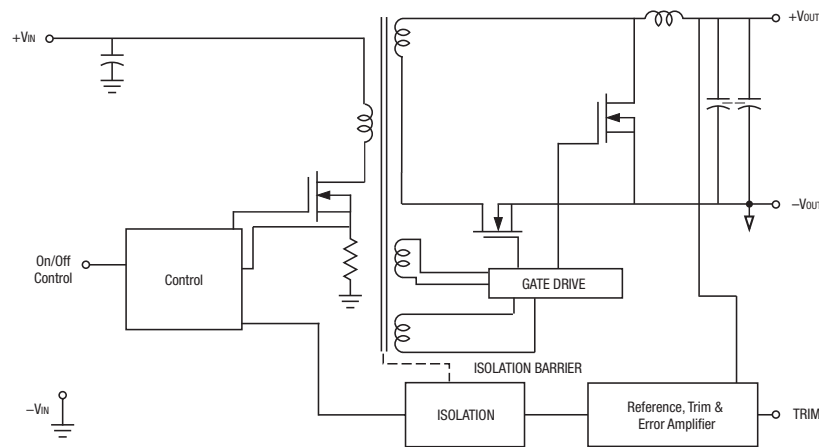 +VIN
+VOUT
−VOUT
On/Off
Control
Control
GATE DRIVE
ISOLATION BARRIER
−VIN
ISOLATION
Reference, Trim &
Error Amplifier
TRIM